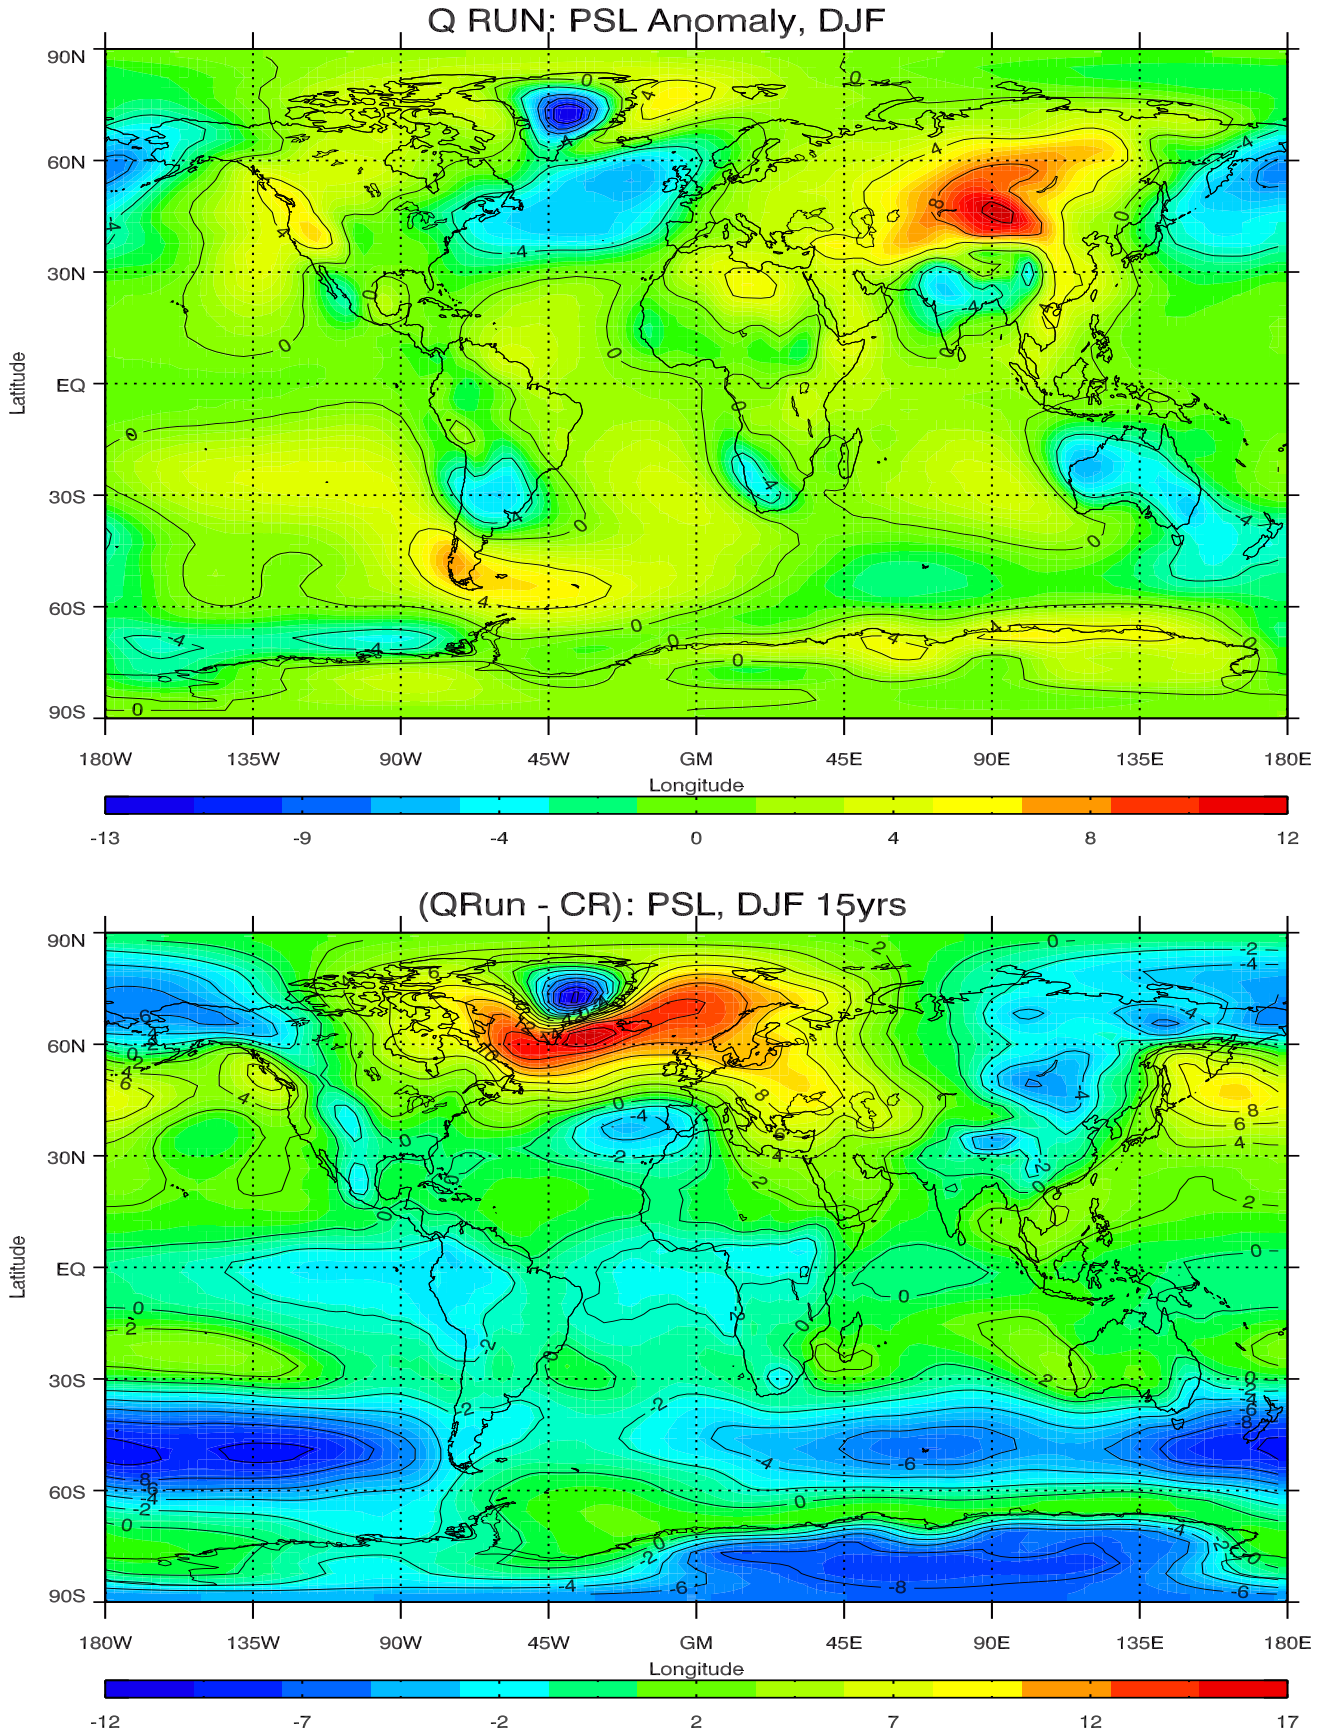 Q RUN: PSL Anomaly, DJF
90N
60N
30N
EQ
30S
60S
90S
Latitude
180W 135W 90W 45W GM 45E 90E 135E 180E
Longitude
-13 -9 -4 0 4 8 12
(QRun - CR): PSL, DJF 15yrs
90N
60N
30N
EQ
30S
60S
90S
Latitude
180W 135W 90W 45W GM 45E 90E 135E 180E
Longitude
-12 -7 -2 2 7 12 17